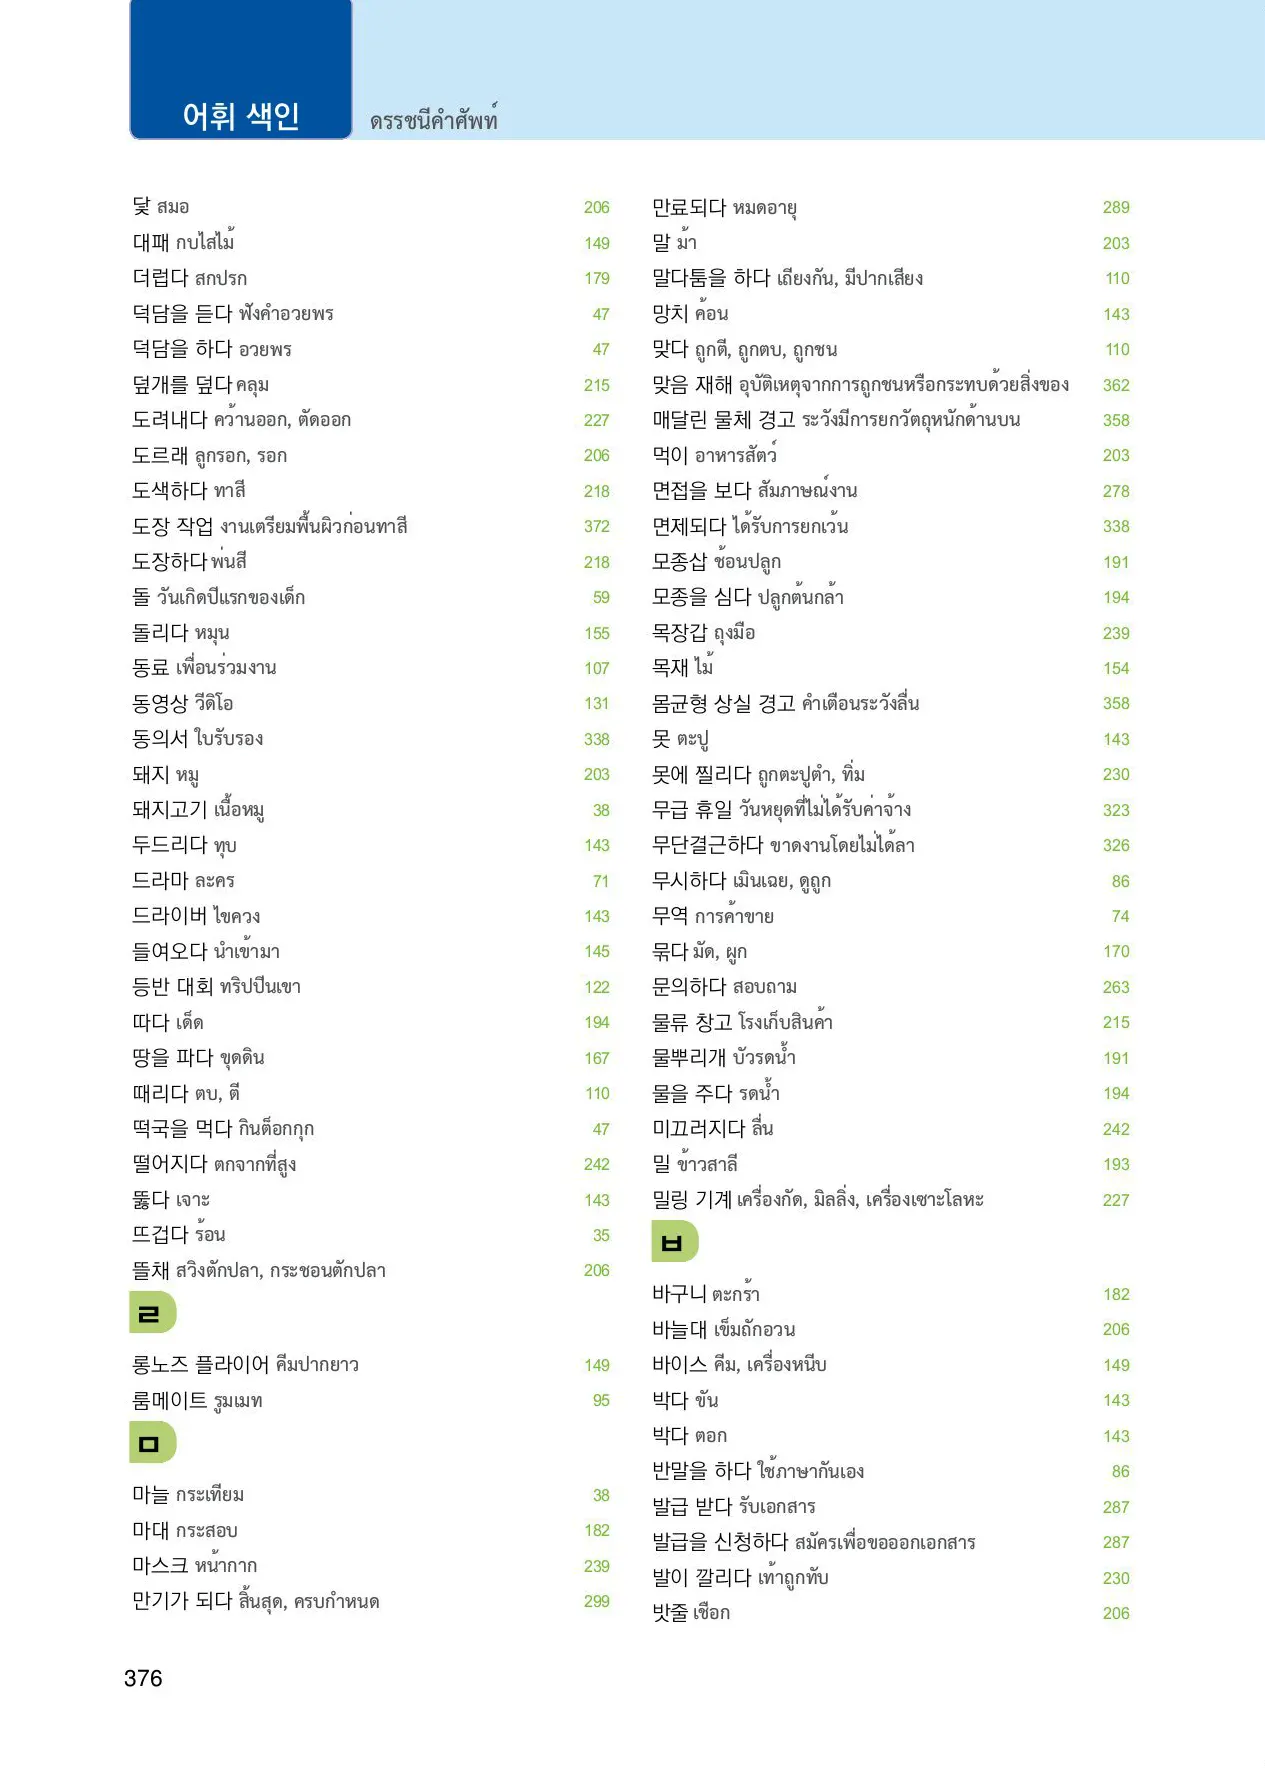 어휘 색인 ดรรชนีคำศัพท์
닻 สมอ 206
대패 กบไสไม้ 149
더럽다 สกปรก 179
덕담을 듣다 ฟังคำอวยพร 47
덕담을 하다 อวยพร 47
덮개를 덮다 คลุม 215
도려내다 คว้านออก, ตัดออก 227
도르래 ลูกรอก, รอก 206
도색하다 ทาสี 218
도장 작업 งานเตรียมพื้นผิวก่อนทาสี 372
도장하다 พ่นสี 218
돌 วันเกิดปีแรกของเด็ก 59
돌리다 หมุน 155
동료 เพื่อนร่วมงาน 107
동영상 วีดิโอ 131
동의서 ใบรับรอง 338
돼지 หมู 203
돼지고기 เนื้อหมู 38
두드리다 ทุบ 143
드라마 ละคร 71
드라이버 ไขควง 143
들여오다 นำเข้ามา 145
등반 대회 ทริปปีนเขา 122
따다 เด็ด 194
땅을 파다 ขุดดิน 167
때리다 ตบ, ตี 110
떡국을 먹다 กินต็อกกุก 47
떨어지다 ตกจากที่สูง 242
뚫다 เจาะ 143
뜨겁다 ร้อน 35
뜰채 สวิงตักปลา, กระชอนตักปลา 206
ㄹ
롱노즈 플라이어 คีมปากยาว 149
룸메이트 รูมเมท 95
ㅁ
마늘 กระเทียม 38
마대 กระสอบ 182
마스크 หน้ากาก 239
만기가 되다 สิ้นสุด, ครบกำหนด 299
만료되다 หมดอายุ 289
말 ม้า 203
말다툼을 하다 เถียงกัน, มีปากเสียง 110
망치 ค้อน 143
맞다 ถูกตี, ถูกตบ, ถูกชน 110
맞음 재해 อุบัติเหตุจากการถูกชนหรือกระทบด้วยสิ่งของ 362
매달린 물체 경고 ระวังมีการยกวัตถุหนักด้านบน 358
먹이 อาหารสัตว์ 203
면접을 보다 สัมภาษณ์งาน 278
면제되다 ได้รับการยกเว้น 338
모종삽 ช้อนปลูก 191
모종을 심다 ปลูกต้นกล้า 194
목장갑 ถุงมือ 239
목재 ไม้ 154
몸균형 상실 경고 คำเตือนระวังลื่น 358
못 ตะปู 143
못에 찔리다 ถูกตะปูตำ, ทิ่ม 230
무급 휴일 วันหยุดที่ไม่ได้รับค่าจ้าง 323
무단결근하다 ขาดงานโดยไม่ได้ลา 326
무시하다 เมินเฉย, ดูถูก 86
무역 การค้าขาย 74
묶다 มัด, ผูก 170
문의하다 สอบถาม 263
물류 창고 โรงเก็บสินค้า 215
물뿌리개 บัวรดน้ำ 191
물을 주다 รดน้ำ 194
미끄러지다 ลื่น 242
밀 ข้าวสาลี 193
밀링 기계 เครื่องกัด, มิลลิ่ง, เครื่องเซาะโลหะ 227
ㅂ
바구니 ตะกร้า 182
바늘대 เข็มถักอวน 206
바이스 คีม, เครื่องหนีบ 149
박다 ขัน 143
박다 ตอก 143
반말을 하다 ใช้ภาษากันเอง 86
발급 받다 รับเอกสาร 287
발급을 신청하다 สมัครเพื่อขอออกเอกสาร 287
발이 깔리다 เท้าถูกทับ 230
밧줄 เชือก 206
376